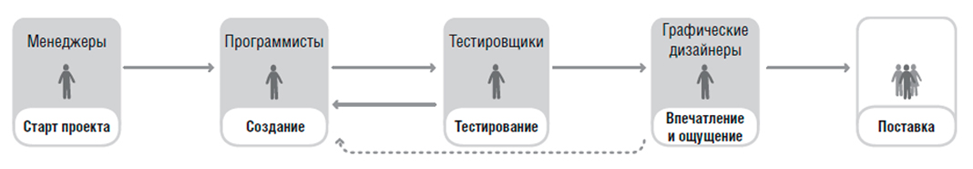 Менеджеры
Старт проекта
Программисты
Создание
Тестировщики
Тестирование
Графические
дизайнеры
Впечатление
и ощущение
Поставка